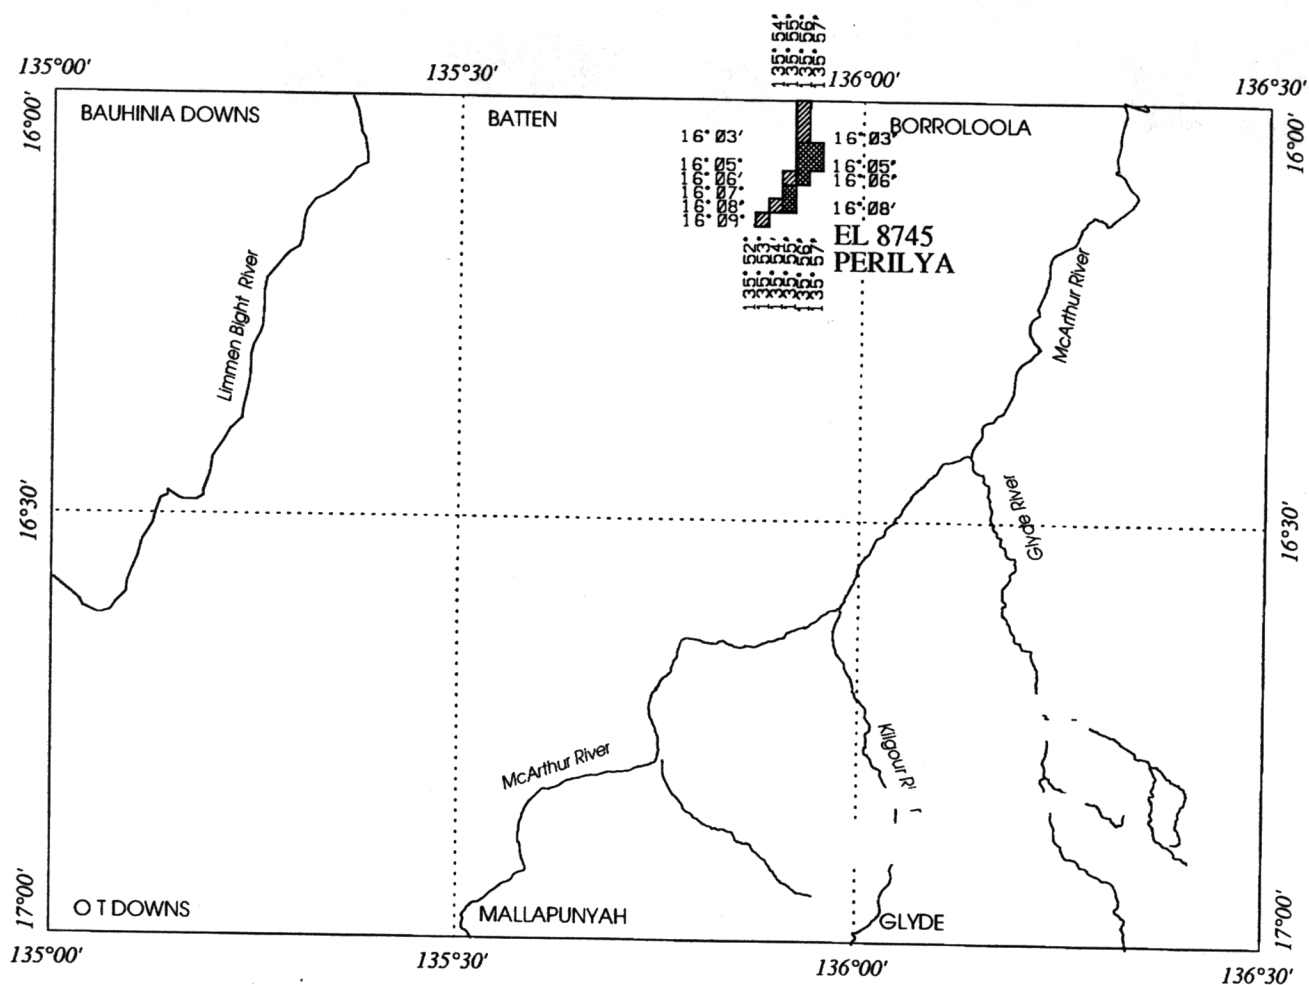 135°54'
135°55'
135°56'
135°57'
135°00'
135°30'
136°00'
136°30'
16°00'
BAUHINIA DOWNS
BATTEN
BORROLOOLA
16°00'
16°03'
16°03'
16°05'
16°05'
16°06'
16°06'
16°07'
16°08'
16°08'
16°09'
EL 8745
PERILYA
135°52'
135°53'
135°54'
135°55'
135°56'
135°57'
Limmen Bight River
McArthur River
16°30'
16°30'
Glyde River
McArthur River
Kilgour R
17°00'
O T DOWNS
MALLAPUNYAH
GLYDE
17°00'
135°00'
135°30'
136°00'
136°30'